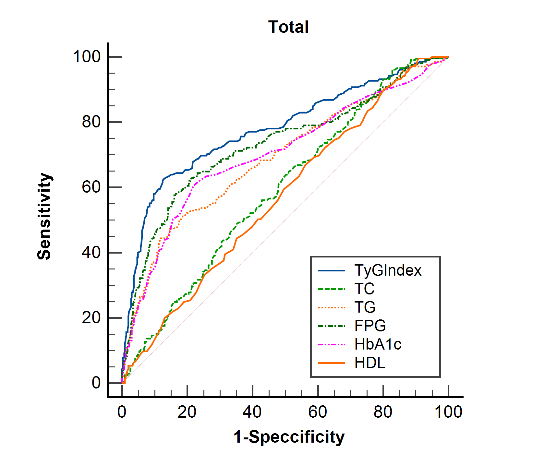 Total
100
80
60
40
20
0
Sensitivity
0 20 40 60 80 100
1-Speccificity
TyGIndex
TC
TG
FPG
HbA1c
HDL